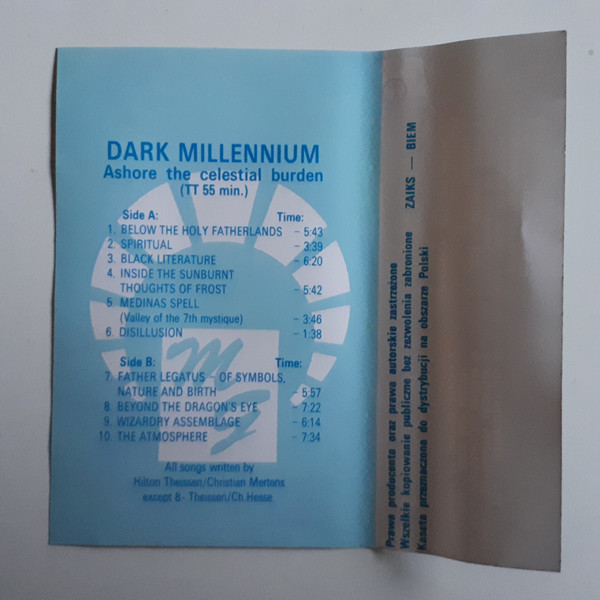 DARK MILLENNIUM
Ashore the celestial burden
(TT 55 min.)
Side A: Time:
1. BELOW THE HOLY FATHERLANDS – 5:43
2. SPIRITUAL – 3:39
3. BLACK LITERATURE – 6:20
4. INSIDE THE SUNBURNT
THOUGHTS OF FROST – 5:42
5 MEDINAS SPELL
(Valley of the 7th mystique) – 3:46
6. DISILLUSION – 1:38
Side B: Time:
7. FATHER LEGATUS – OF SYMBOLS,
NATURE AND BIRTH – 5:57
8. BEYOND THE DRAGON'S EYE – 7:22
9. WIZARDRY ASSEMBLAGE – 6:14
10. THE ATMOSPHERE – 7:34
MG
All songs written by
Hilton Theissen/Christian Mertens
except 8 - Theissen/Ch.Hesse
Prawa producenta oraz prawa autorskie zastrzeżone
Wszelkie kopiowanie publiczne bez zezwolenia zabronione ZAIKS — BIEM
Kaseta przeznaczona do dystrybucji na obszarze Polski